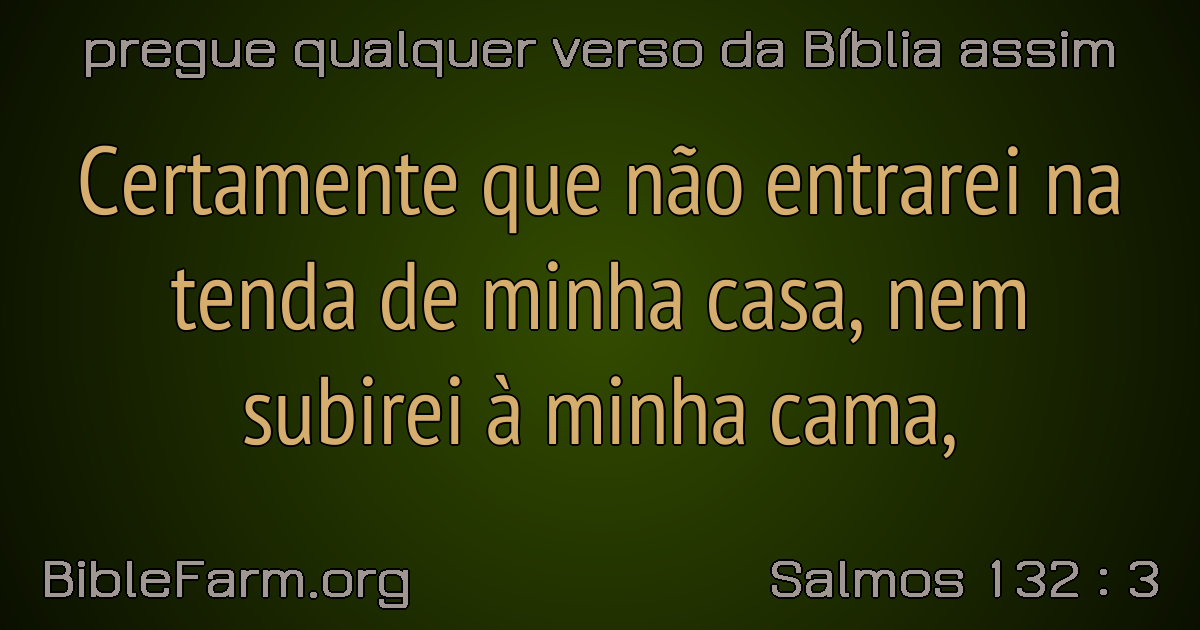 pregue qualquer verso da Bíblia assim
Certamente que não entrarei na
tenda de minha casa, nem
subirei à minha cama,
BibleFarm.org
Salmos 132 : 3